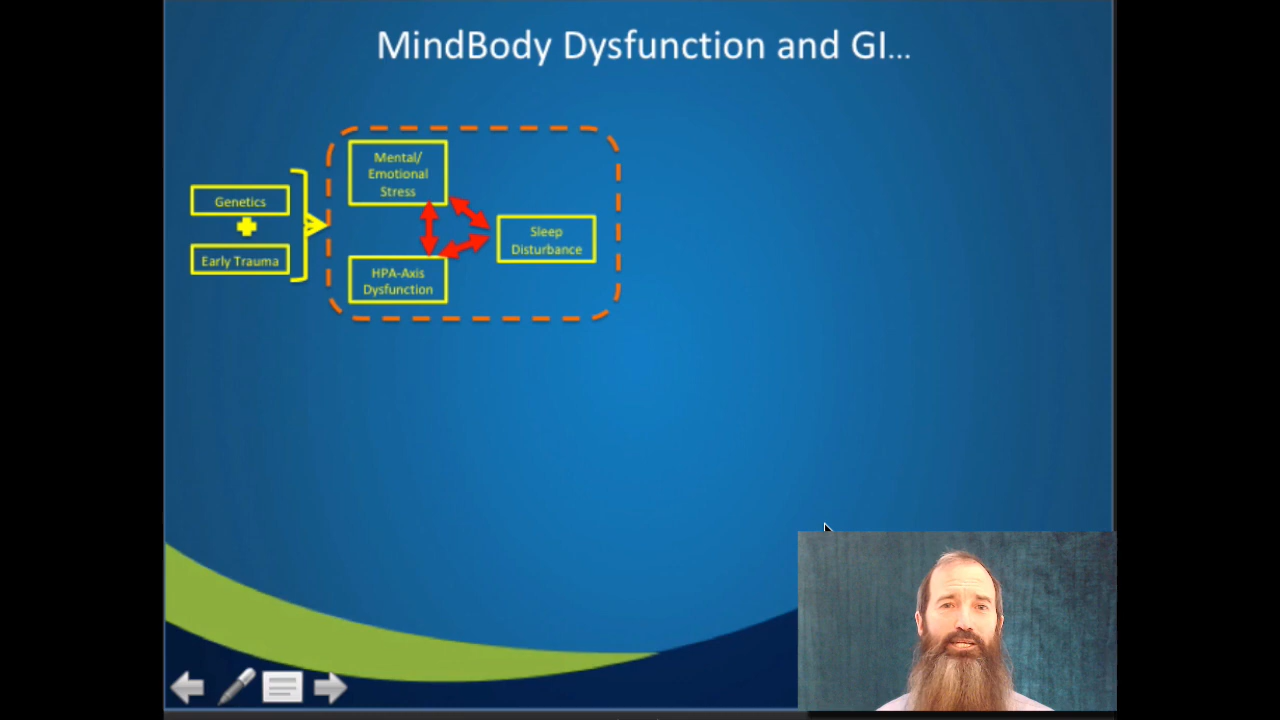 MindBody Dysfunction and GI...
Genetics
Early Trauma
Mental/
Emotional
Stress
HPA-Axis
Dysfunction
Sleep
Disturbance